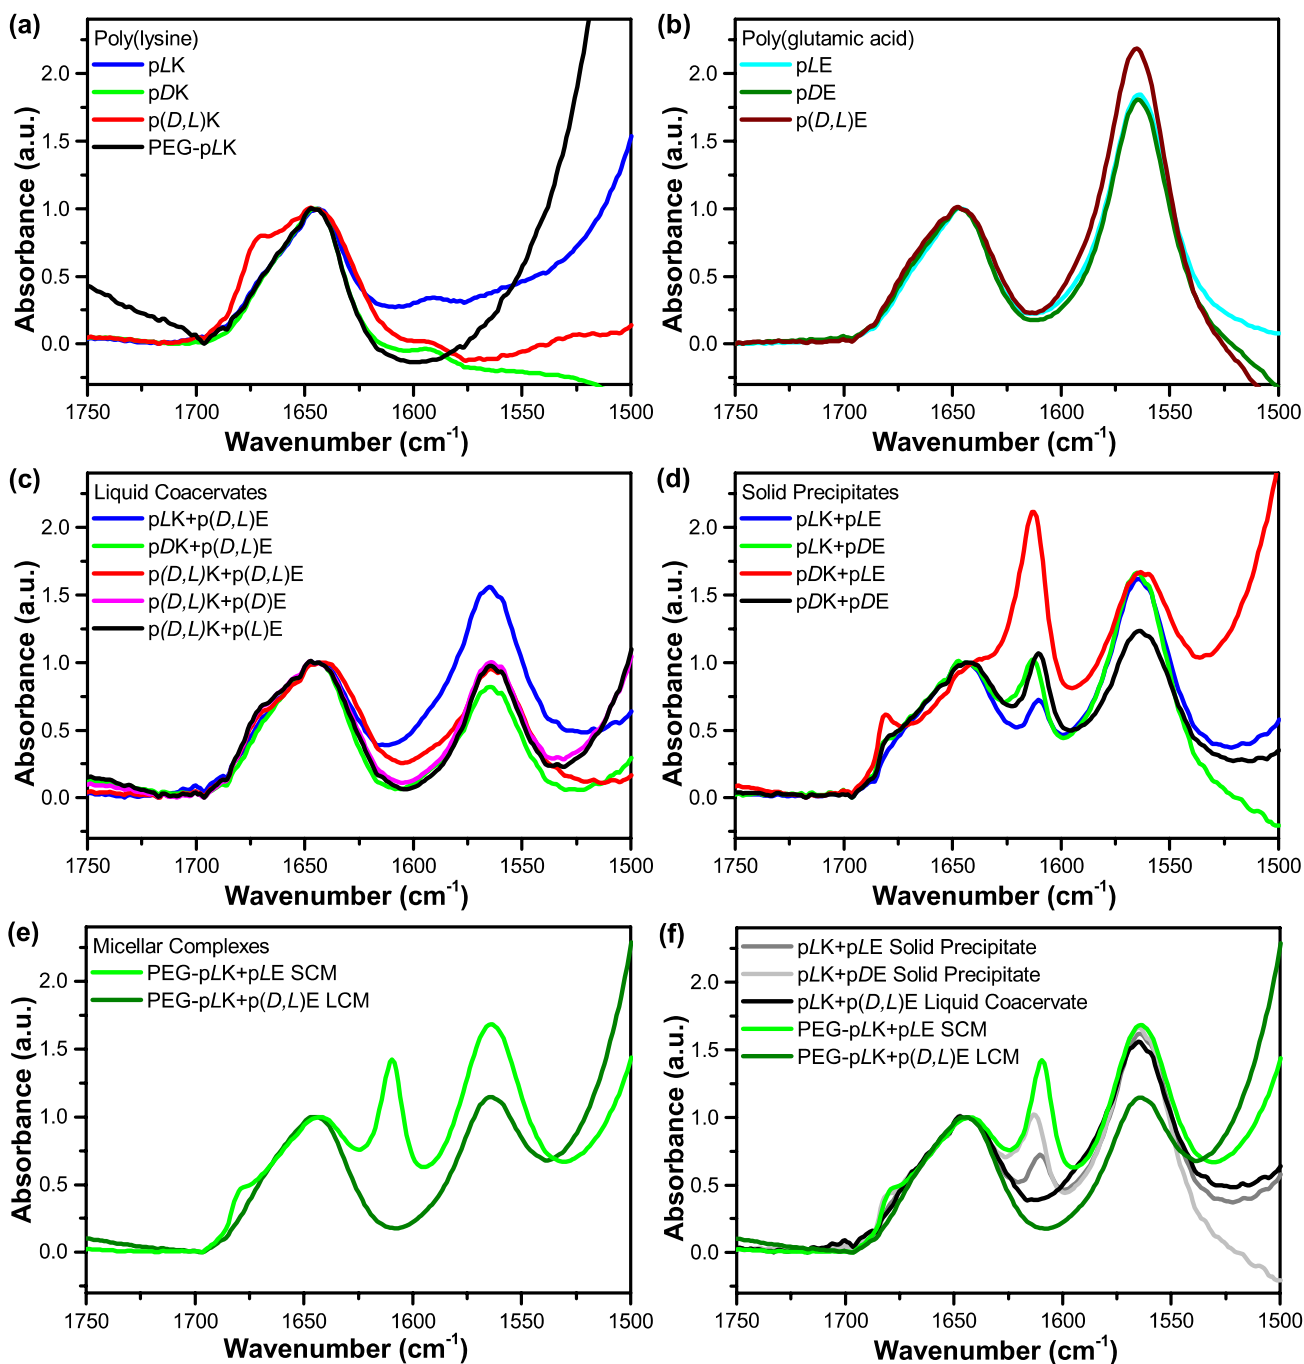 (a)
Poly(lysine)
pLK
pDK
p(D,L)K
PEG-pLK
2.0
1.5
1.0
0.5
0.0
Absorbance (a.u.)
1750 1700 1650 1600 1550 1500
Wavenumber (cm⁻¹)
(b)
Poly(glutamic acid)
pLE
pDE
p(D,L)E
2.0
1.5
1.0
0.5
0.0
Absorbance (a.u.)
1750 1700 1650 1600 1550 1500
Wavenumber (cm⁻¹)
(c)
Liquid Coacervates
pLK+p(D,L)E
pDK+p(D,L)E
p(D,L)K+p(D,L)E
p(D,L)K+p(D)E
p(D,L)K+p(L)E
2.0
1.5
1.0
0.5
0.0
Absorbance (a.u.)
1750 1700 1650 1600 1550 1500
Wavenumber (cm⁻¹)
(d)
Solid Precipitates
pLK+pLE
pLK+pDE
pDK+pLE
pDK+pDE
2.0
1.5
1.0
0.5
0.0
Absorbance (a.u.)
1750 1700 1650 1600 1550 1500
Wavenumber (cm⁻¹)
(e)
Micellar Complexes
PEG-pLK+pLE SCM
PEG-pLK+p(D,L)E LCM
2.0
1.5
1.0
0.5
0.0
Absorbance (a.u.)
1750 1700 1650 1600 1550 1500
Wavenumber (cm⁻¹)
(f)
pLK+pLE Solid Precipitate
pLK+pDE Solid Precipitate
pLK+p(D,L)E Liquid Coacervate
PEG-pLK+pLE SCM
PEG-pLK+p(D,L)E LCM
2.0
1.5
1.0
0.5
0.0
Absorbance (a.u.)
1750 1700 1650 1600 1550 1500
Wavenumber (cm⁻¹)